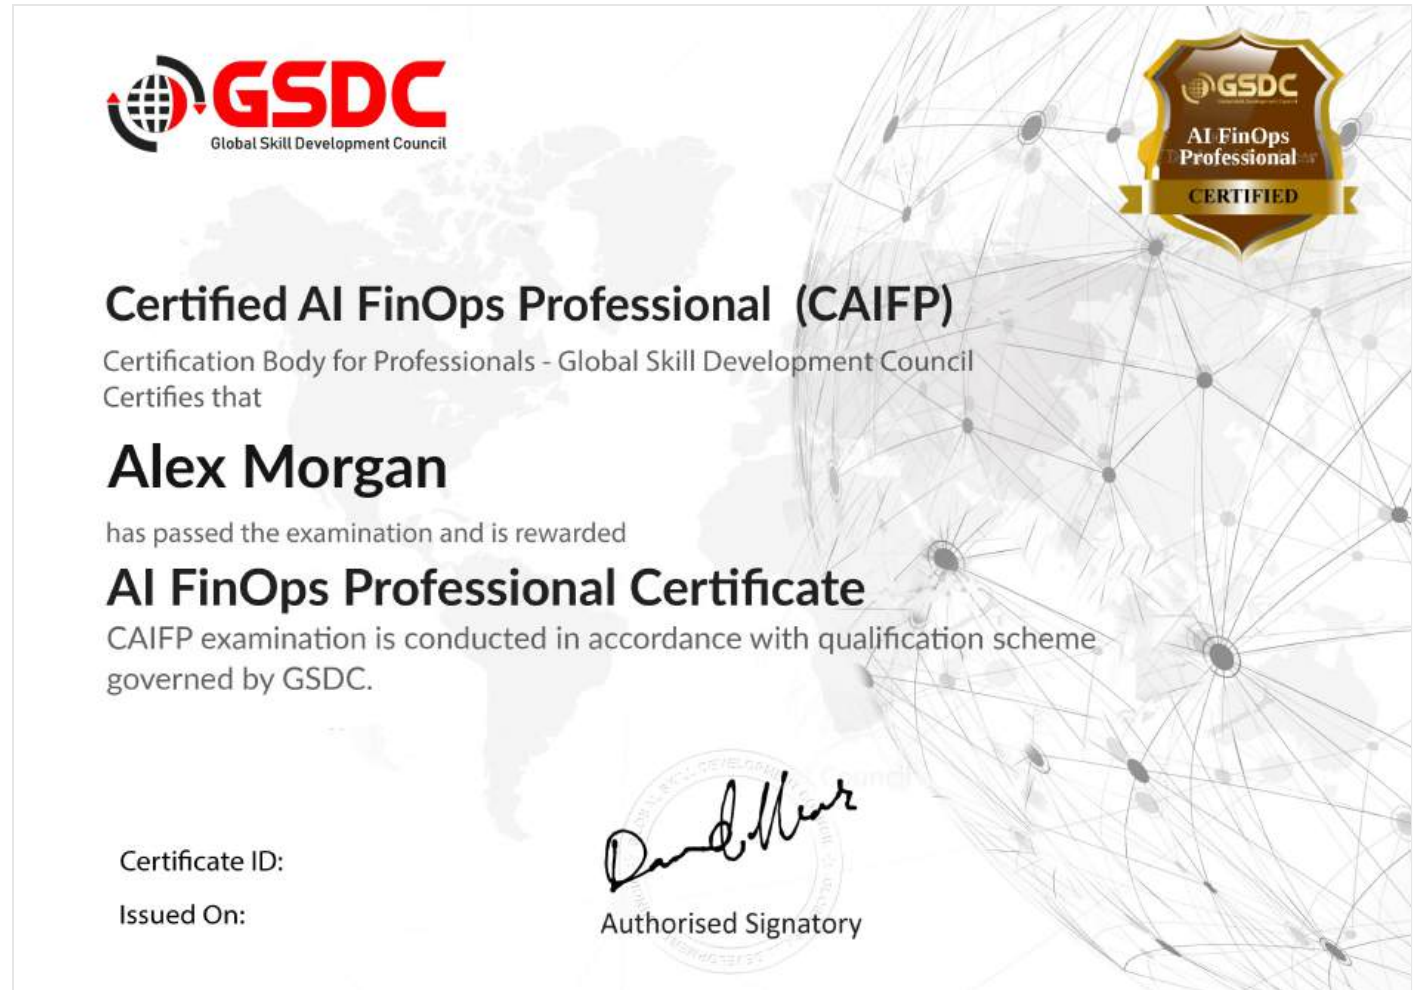 GSDC
Global Skill Development Council
GSDC
AI FinOps
Professional
CERTIFIED
Certified AI FinOps Professional (CAIFP)
Certification Body for Professionals - Global Skill Development Council
Certifies that
Alex Morgan
has passed the examination and is rewarded
AI FinOps Professional Certificate
CAIFP examination is conducted in accordance with qualification scheme
governed by GSDC.
Certificate ID:
Issued On:
Authorised Signatory